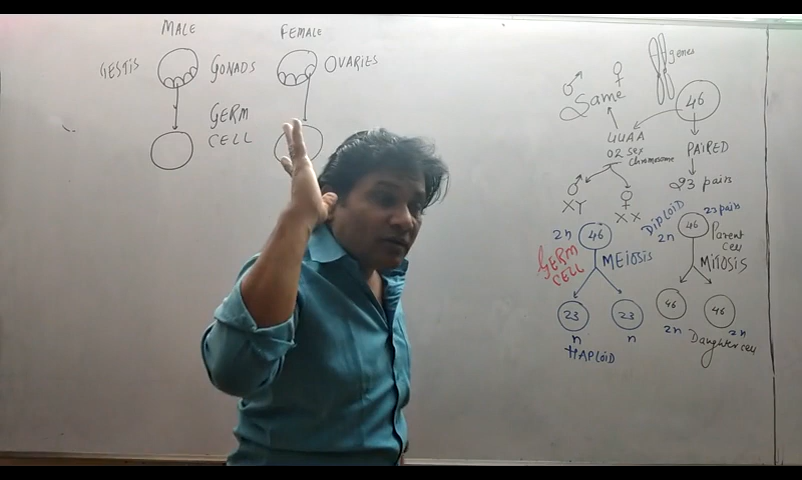 MALE
FEMALE
GESTIS
GONADS
OVARIES
GERM
CELL
genes
♂ ♀
Same
46
44AA
02 sex
chromosome
PAIRED
23 pairs
♂ ♀
XY
XX
2n
46
GERM
CELL
MEIOSIS
23
23
n
n
HAPLOID
DIPLOID
2n
46
23 pairs
Parent
cell
MITOSIS
46
46
2n
2n
Daughter cell